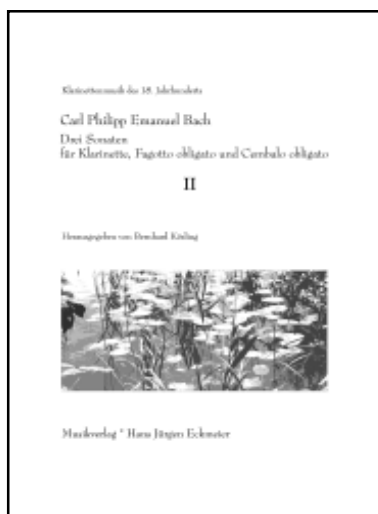 Klarinettenmusik des 18. Jahrhunderts
Carl Philipp Emanuel Bach
Drei Sonaten
für Klarinette, Fagotto obligato und Cembalo obligato
II
Herausgegeben von Bernhard
Musikverlag * Hans Jürgen Eckmeier